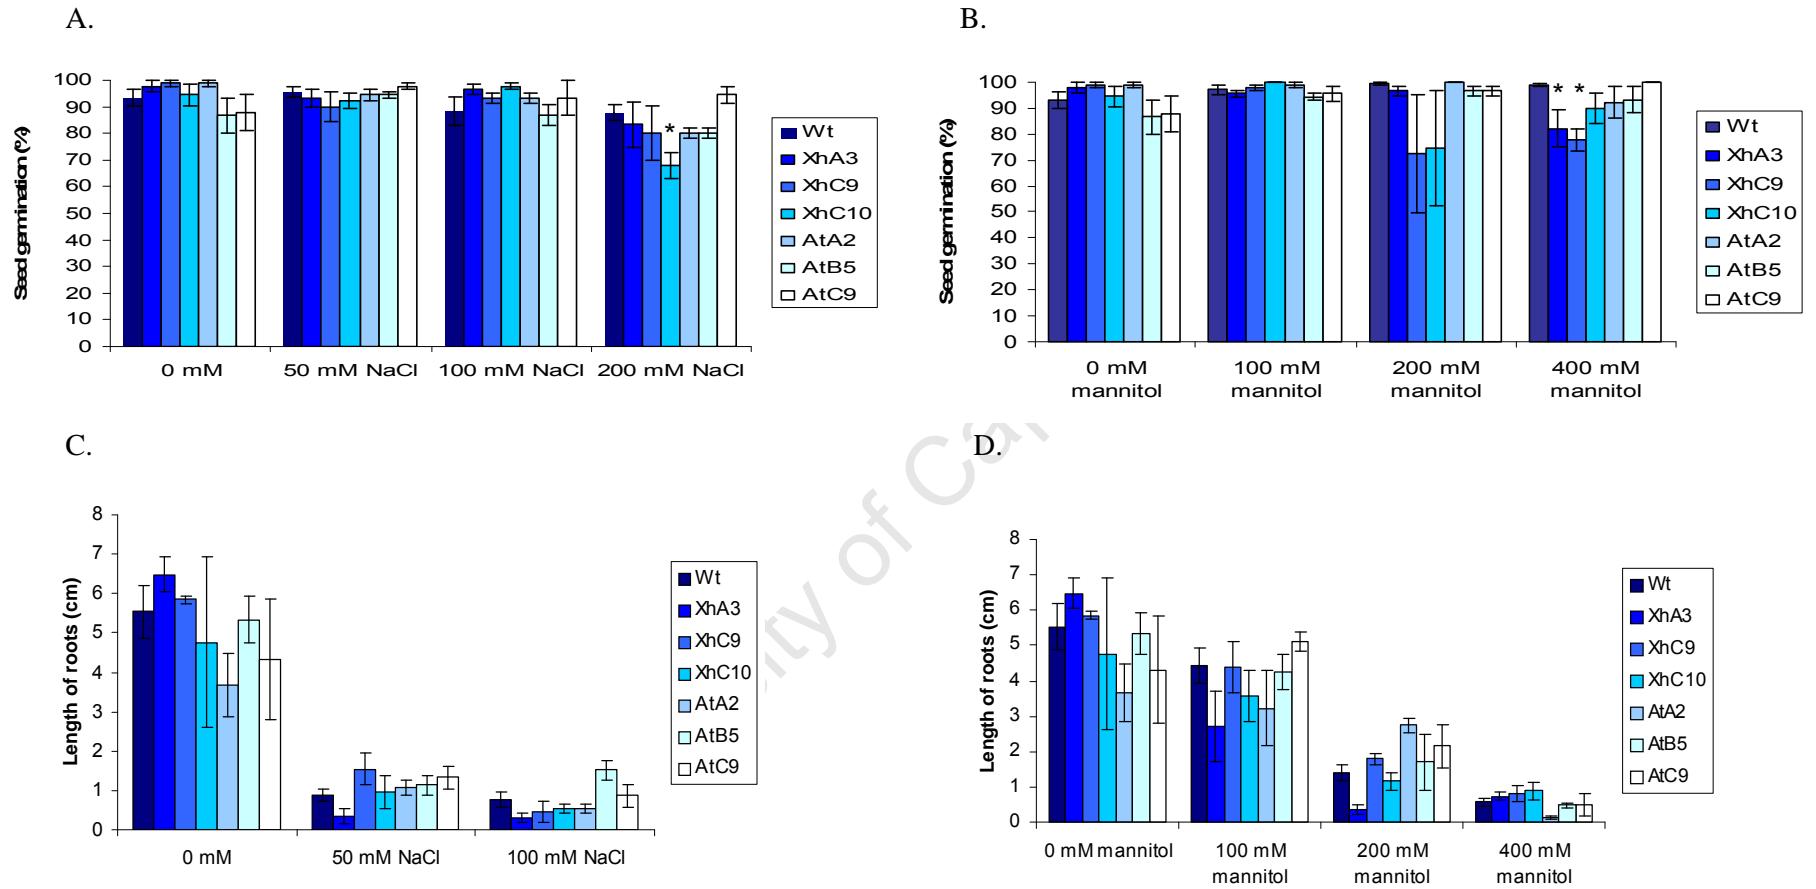 A.
100
90
80
70
60
50
40
30
20
10
0
Seed germination (%)
*
0 mM
50 mM NaCl
100 mM NaCl
200 mM NaCl
Wt
XhA3
XhC9
XhC10
AtA2
AtB5
AtC9
B.
100
90
80
70
60
50
40
30
20
10
0
Seed germination (%)
* *
0 mM
mannitol
100 mM
mannitol
200 mM
mannitol
400 mM
mannitol
Wt
XhA3
XhC9
XhC10
AtA2
AtB5
AtC9
C.
8
7
6
5
4
3
2
1
0
Length of roots (cm)
0 mM
50 mM NaCl
100 mM NaCl
Wt
XhA3
XhC9
XhC10
AtA2
AtB5
AtC9
D.
8
7
6
5
4
3
2
1
0
Length of roots (cm)
0 mM mannitol
100 mM
mannitol
200 mM
mannitol
400 mM
mannitol
Wt
XhA3
XhC9
XhC10
AtA2
AtB5
AtC9
of